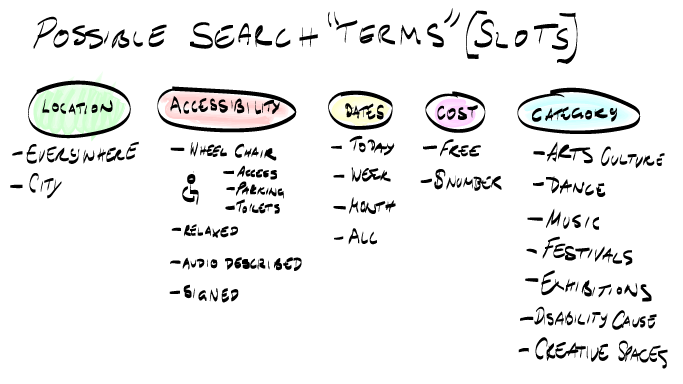 POSSIBLE SEARCH "TERMS" [SLOTS]
LOCATION
- EVERYWHERE
- CITY
ACCESSIBILITY
- WHEEL CHAIR
- ACCESS
- PARKING
- TOILETS
- RELAXED
- AUDIO DESCRIBED
- SIGNED
DATES
- TODAY
- WEEK
- MONTH
- ALL
COST
- FREE
- $NUMBER
CATEGORY
- ARTS CULTURE
- DANCE
- MUSIC
- FESTIVALS
- EXHIBITIONS
- DISABILITY CAUSE
- CREATIVE SPACES